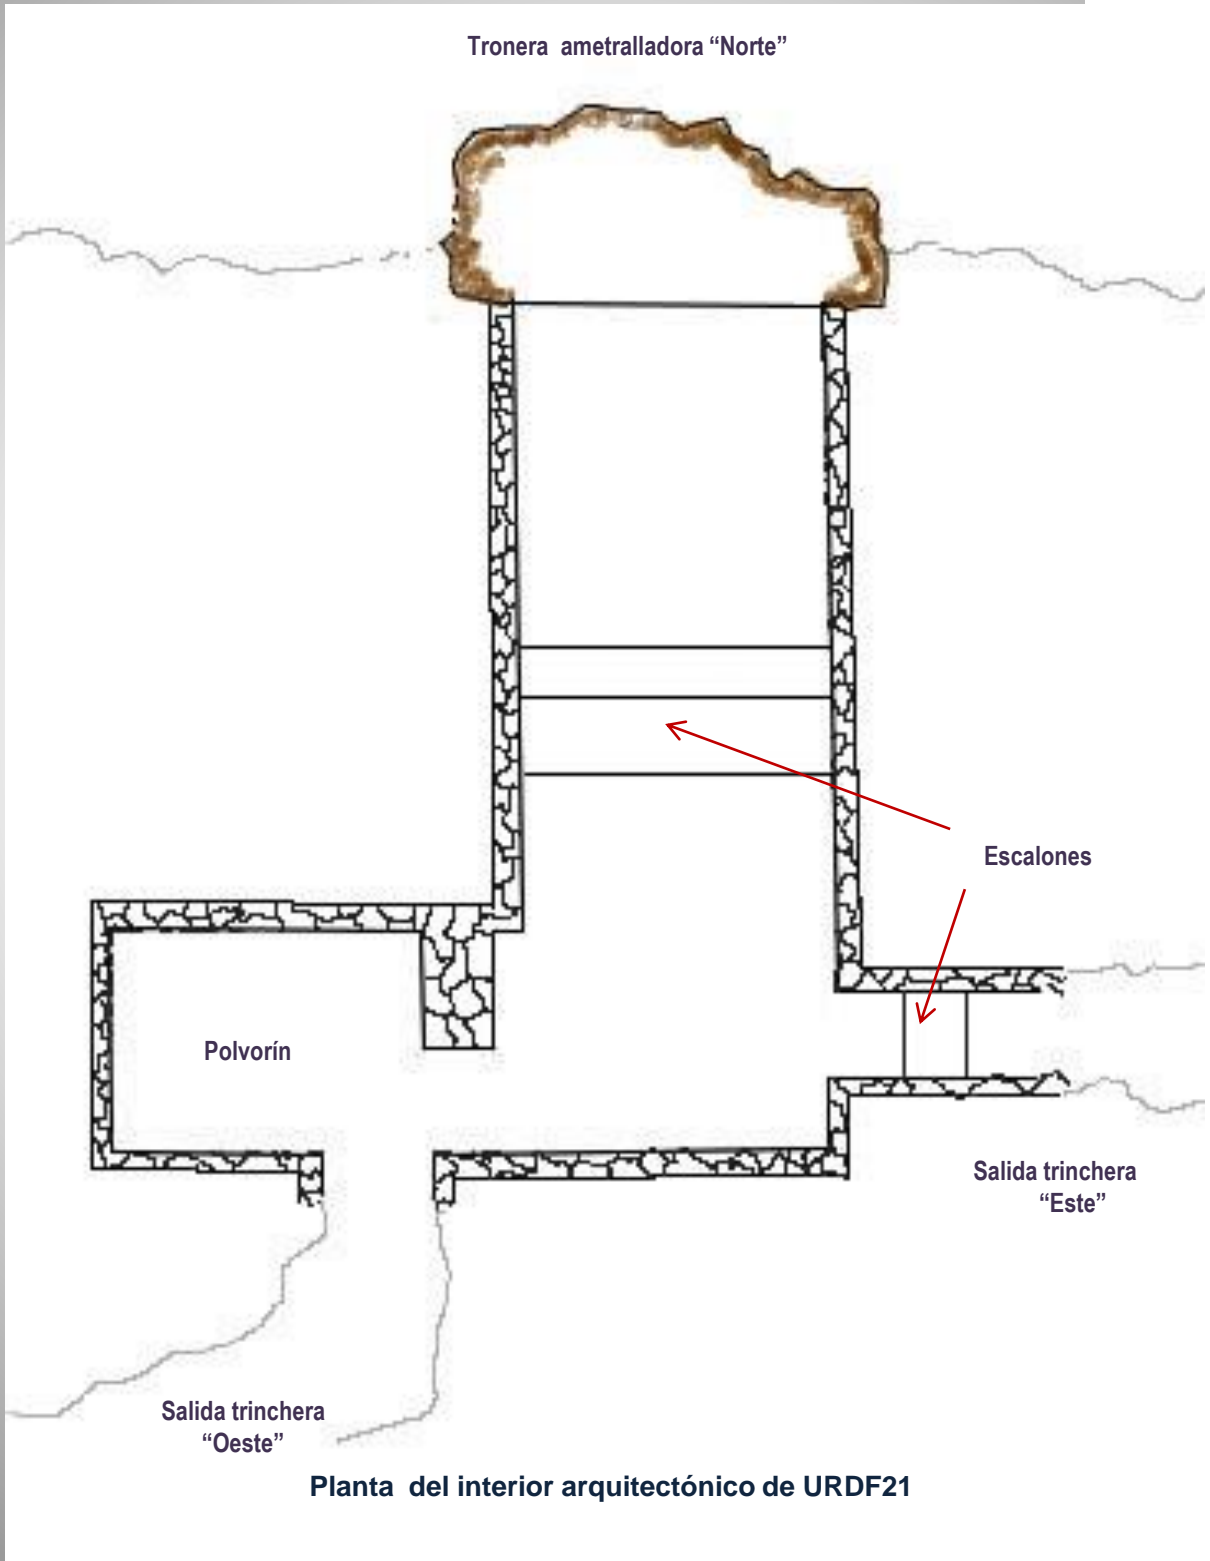 Tronera ametralladora “Norte”
Escalones
Polvorín
Salida trinchera
“Este”
Salida trinchera
“Oeste”
Planta del interior arquitectónico de URDF21